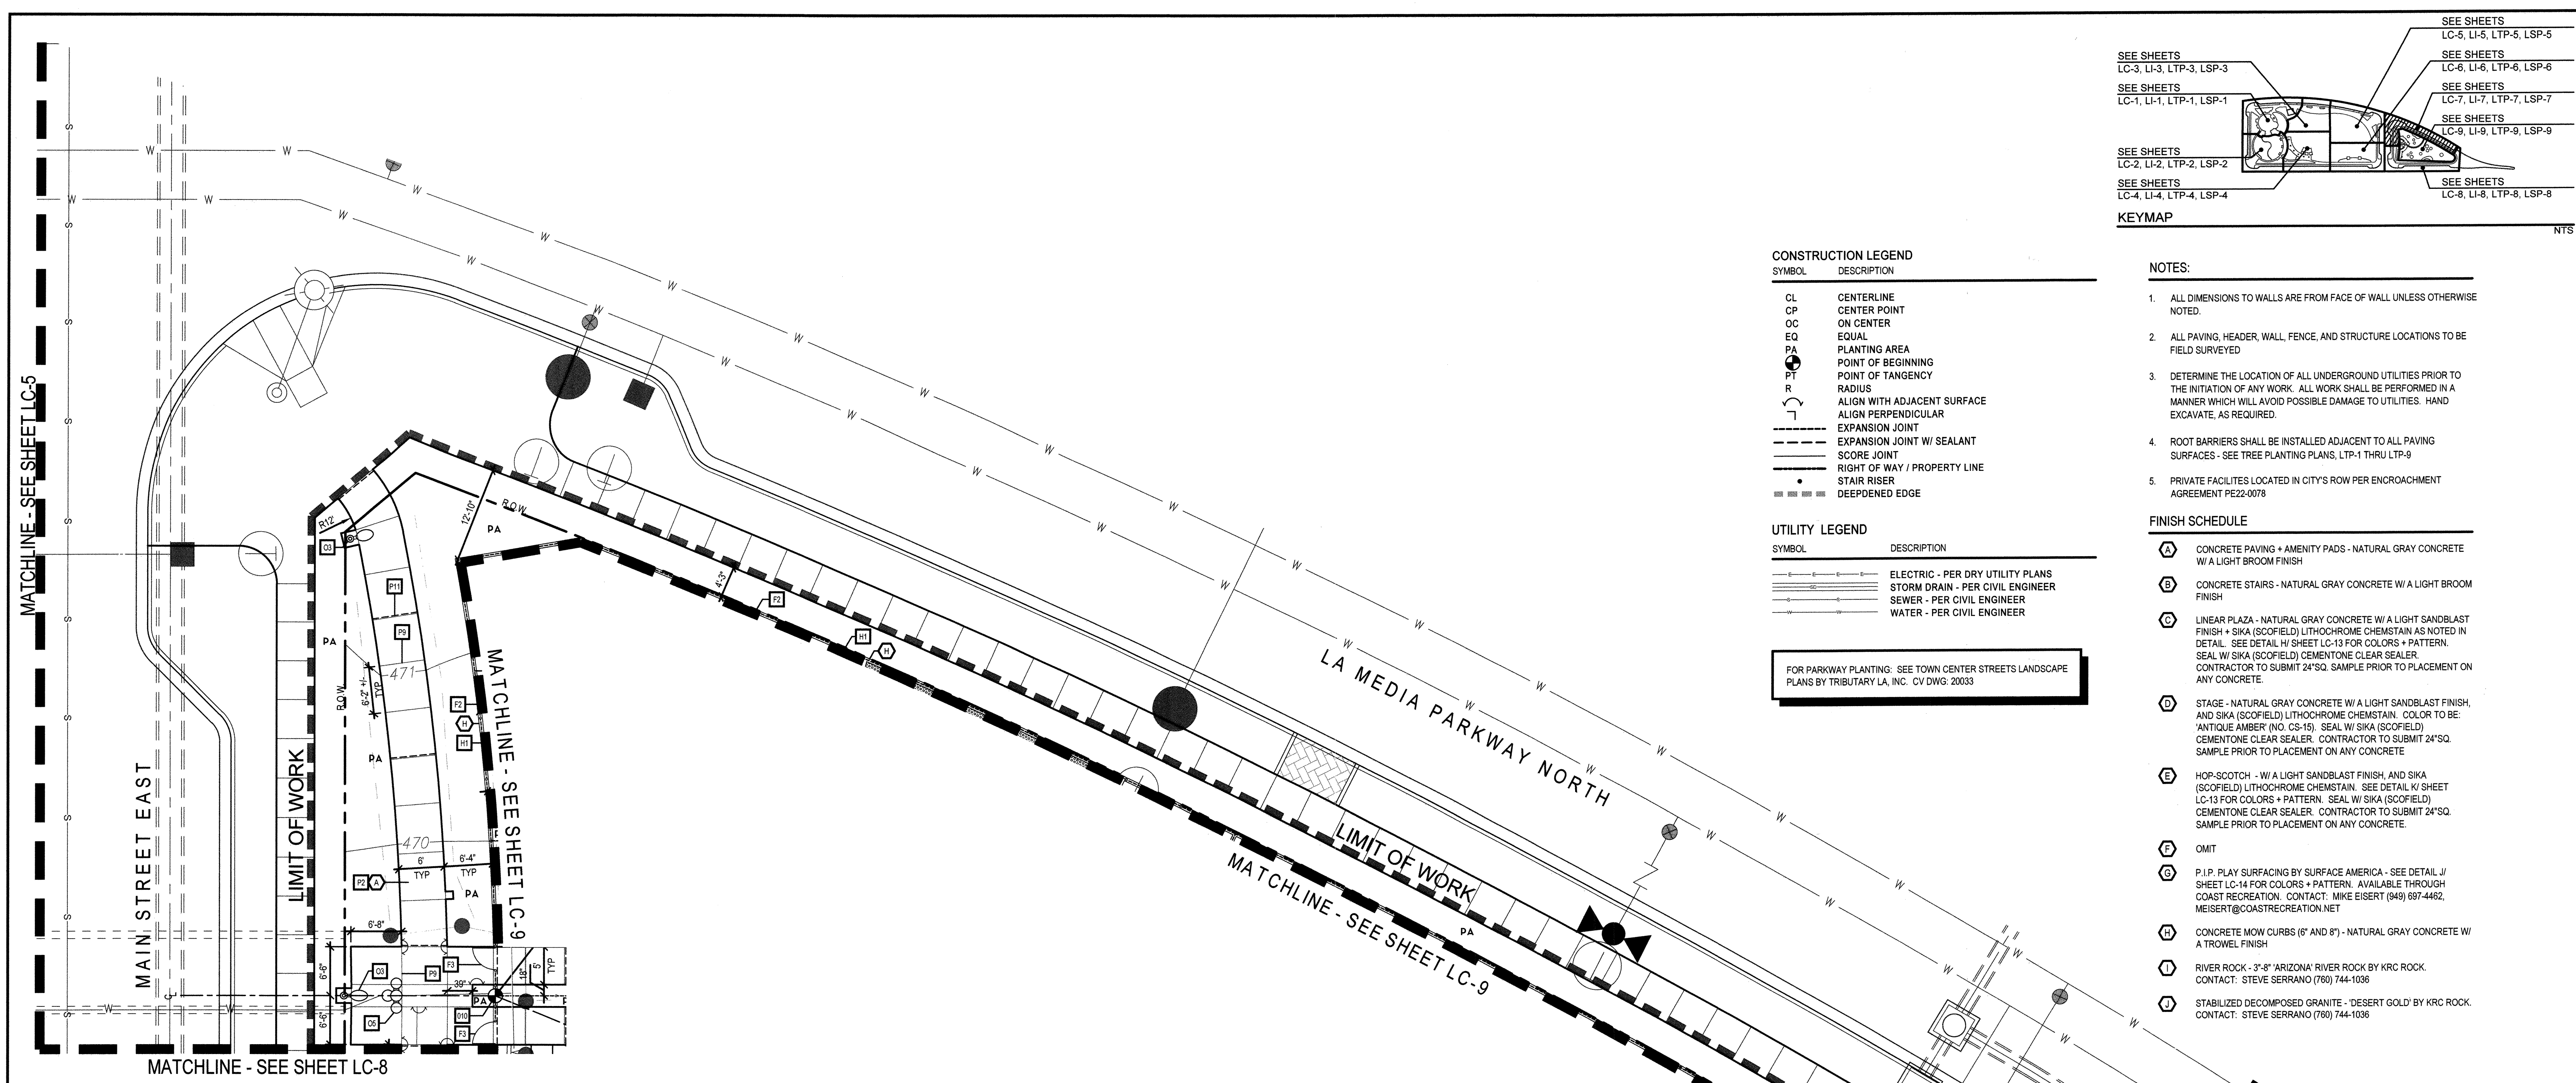 SEE SHEETS
LC-5, LI-5, LTP-5, LSP-5
SEE SHEETS
LC-3, LI-3, LTP-3, LSP-3
SEE SHEETS
LC-6, LI-6, LTP-6, LSP-6
SEE SHEETS
LC-1, LI-1, LTP-1, LSP-1
SEE SHEETS
LC-7, LI-7, LTP-7, LSP-7
SEE SHEETS
LC-9, LI-9, LTP-9, LSP-9
SEE SHEETS
LC-2, LI-2, LTP-2, LSP-2
SEE SHEETS
LC-4, LI-4, LTP-4, LSP-4
SEE SHEETS
LC-8, LI-8, LTP-8, LSP-8
KEYMAP
NTS
CONSTRUCTION LEGEND
SYMBOL DESCRIPTION
CL CENTERLINE
CP CENTER POINT
OC ON CENTER
EQ EQUAL
PA PLANTING AREA
POINT OF BEGINNING
PT POINT OF TANGENCY
R RADIUS
ALIGN WITH ADJACENT SURFACE
ALIGN PERPENDICULAR
EXPANSION JOINT
EXPANSION JOINT W/ SEALANT
SCORE JOINT
RIGHT OF WAY / PROPERTY LINE
STAIR RISER
DEEPDENED EDGE
UTILITY LEGEND
SYMBOL DESCRIPTION
E E E E ELECTRIC - PER DRY UTILITY PLANS
SD STORM DRAIN - PER CIVIL ENGINEER
S S SEWER - PER CIVIL ENGINEER
W W WATER - PER CIVIL ENGINEER
FOR PARKWAY PLANTING: SEE TOWN CENTER STREETS LANDSCAPE
PLANS BY TRIBUTARY LA, INC. CV DWG: 20033
NOTES:
1. ALL DIMENSIONS TO WALLS ARE FROM FACE OF WALL UNLESS OTHERWISE
NOTED.
2. ALL PAVING, HEADER, WALL, FENCE, AND STRUCTURE LOCATIONS TO BE
FIELD SURVEYED
3. DETERMINE THE LOCATION OF ALL UNDERGROUND UTILITIES PRIOR TO
THE INITIATION OF ANY WORK. ALL WORK SHALL BE PERFORMED IN A
MANNER WHICH WILL AVOID POSSIBLE DAMAGE TO UTILITIES. HAND
EXCAVATE, AS REQUIRED.
4. ROOT BARRIERS SHALL BE INSTALLED ADJACENT TO ALL PAVING
SURFACES - SEE TREE PLANTING PLANS, LTP-1 THRU LTP-9
5. PRIVATE FACILITES LOCATED IN CITY'S ROW PER ENCROACHMENT
AGREEMENT PE22-0078
FINISH SCHEDULE
A CONCRETE PAVING + AMENITY PADS - NATURAL GRAY CONCRETE
W/ A LIGHT BROOM FINISH
B CONCRETE STAIRS - NATURAL GRAY CONCRETE W/ A LIGHT BROOM
FINISH
C LINEAR PLAZA - NATURAL GRAY CONCRETE W/ A LIGHT SANDBLAST
FINISH + SIKA (SCOFIELD) LITHOCHROME CHEMSTAIN AS NOTED IN
DETAIL. SEE DETAIL H/ SHEET LC-13 FOR COLORS + PATTERN.
SEAL W/ SIKA (SCOFIELD) CEMENTONE CLEAR SEALER.
CONTRACTOR TO SUBMIT 24"SQ. SAMPLE PRIOR TO PLACEMENT ON
ANY CONCRETE.
D STAGE - NATURAL GRAY CONCRETE W/ A LIGHT SANDBLAST FINISH,
AND SIKA (SCOFIELD) LITHOCHROME CHEMSTAIN. COLOR TO BE:
'ANTIQUE AMBER' (NO. CS-15). SEAL W/ SIKA (SCOFIELD)
CEMENTONE CLEAR SEALER. CONTRACTOR TO SUBMIT 24"SQ.
SAMPLE PRIOR TO PLACEMENT ON ANY CONCRETE
E HOP-SCOTCH - W/ A LIGHT SANDBLAST FINISH, AND SIKA
(SCOFIELD) LITHOCHROME CHEMSTAIN. SEE DETAIL K/ SHEET
LC-13 FOR COLORS + PATTERN. SEAL W/ SIKA (SCOFIELD)
CEMENTONE CLEAR SEALER. CONTRACTOR TO SUBMIT 24"SQ.
SAMPLE PRIOR TO PLACEMENT ON ANY CONCRETE.
F OMIT
G P.I.P. PLAY SURFACING BY SURFACE AMERICA - SEE DETAIL J/
SHEET LC-14 FOR COLORS + PATTERN. AVAILABLE THROUGH
COAST RECREATION. CONTACT: MIKE EISERT (949) 697-4462,
MEISERT@COASTRECREATION.NET
H CONCRETE MOW CURBS (6" AND 8") - NATURAL GRAY CONCRETE W/
A TROWEL FINISH
I RIVER ROCK - 3"-8" 'ARIZONA' RIVER ROCK BY KRC ROCK.
CONTACT: STEVE SERRANO (760) 744-1036
J STABILIZED DECOMPOSED GRANITE - 'DESERT GOLD' BY KRC ROCK.
CONTACT: STEVE SERRANO (760) 744-1036
MATCHLINE - SEE SHEET LC-5
MAIN STREET EAST
LIMIT OF WORK
R.O.W
R12'
O3
12'-10"
PA
R.O.W
P11
P9
PA
471
6'-2" +/-
TYP
PA
4'-3"
F2
H1
H
F2
H
H1
MATCHLINE - SEE SHEET LC-9
470
6'
TYP
6'-4"
TYP
P2 A
PA
6'-8"
6'-6"
6'-6"
O3
P9
F3
39"
18"
5'
TYP
PA
O6
010
F3
CL
MATCHLINE - SEE SHEET LC-8
LA MEDIA PARKWAY NORTH
LIMIT OF WORK
PA
MATCHLINE - SEE SHEET LC-9